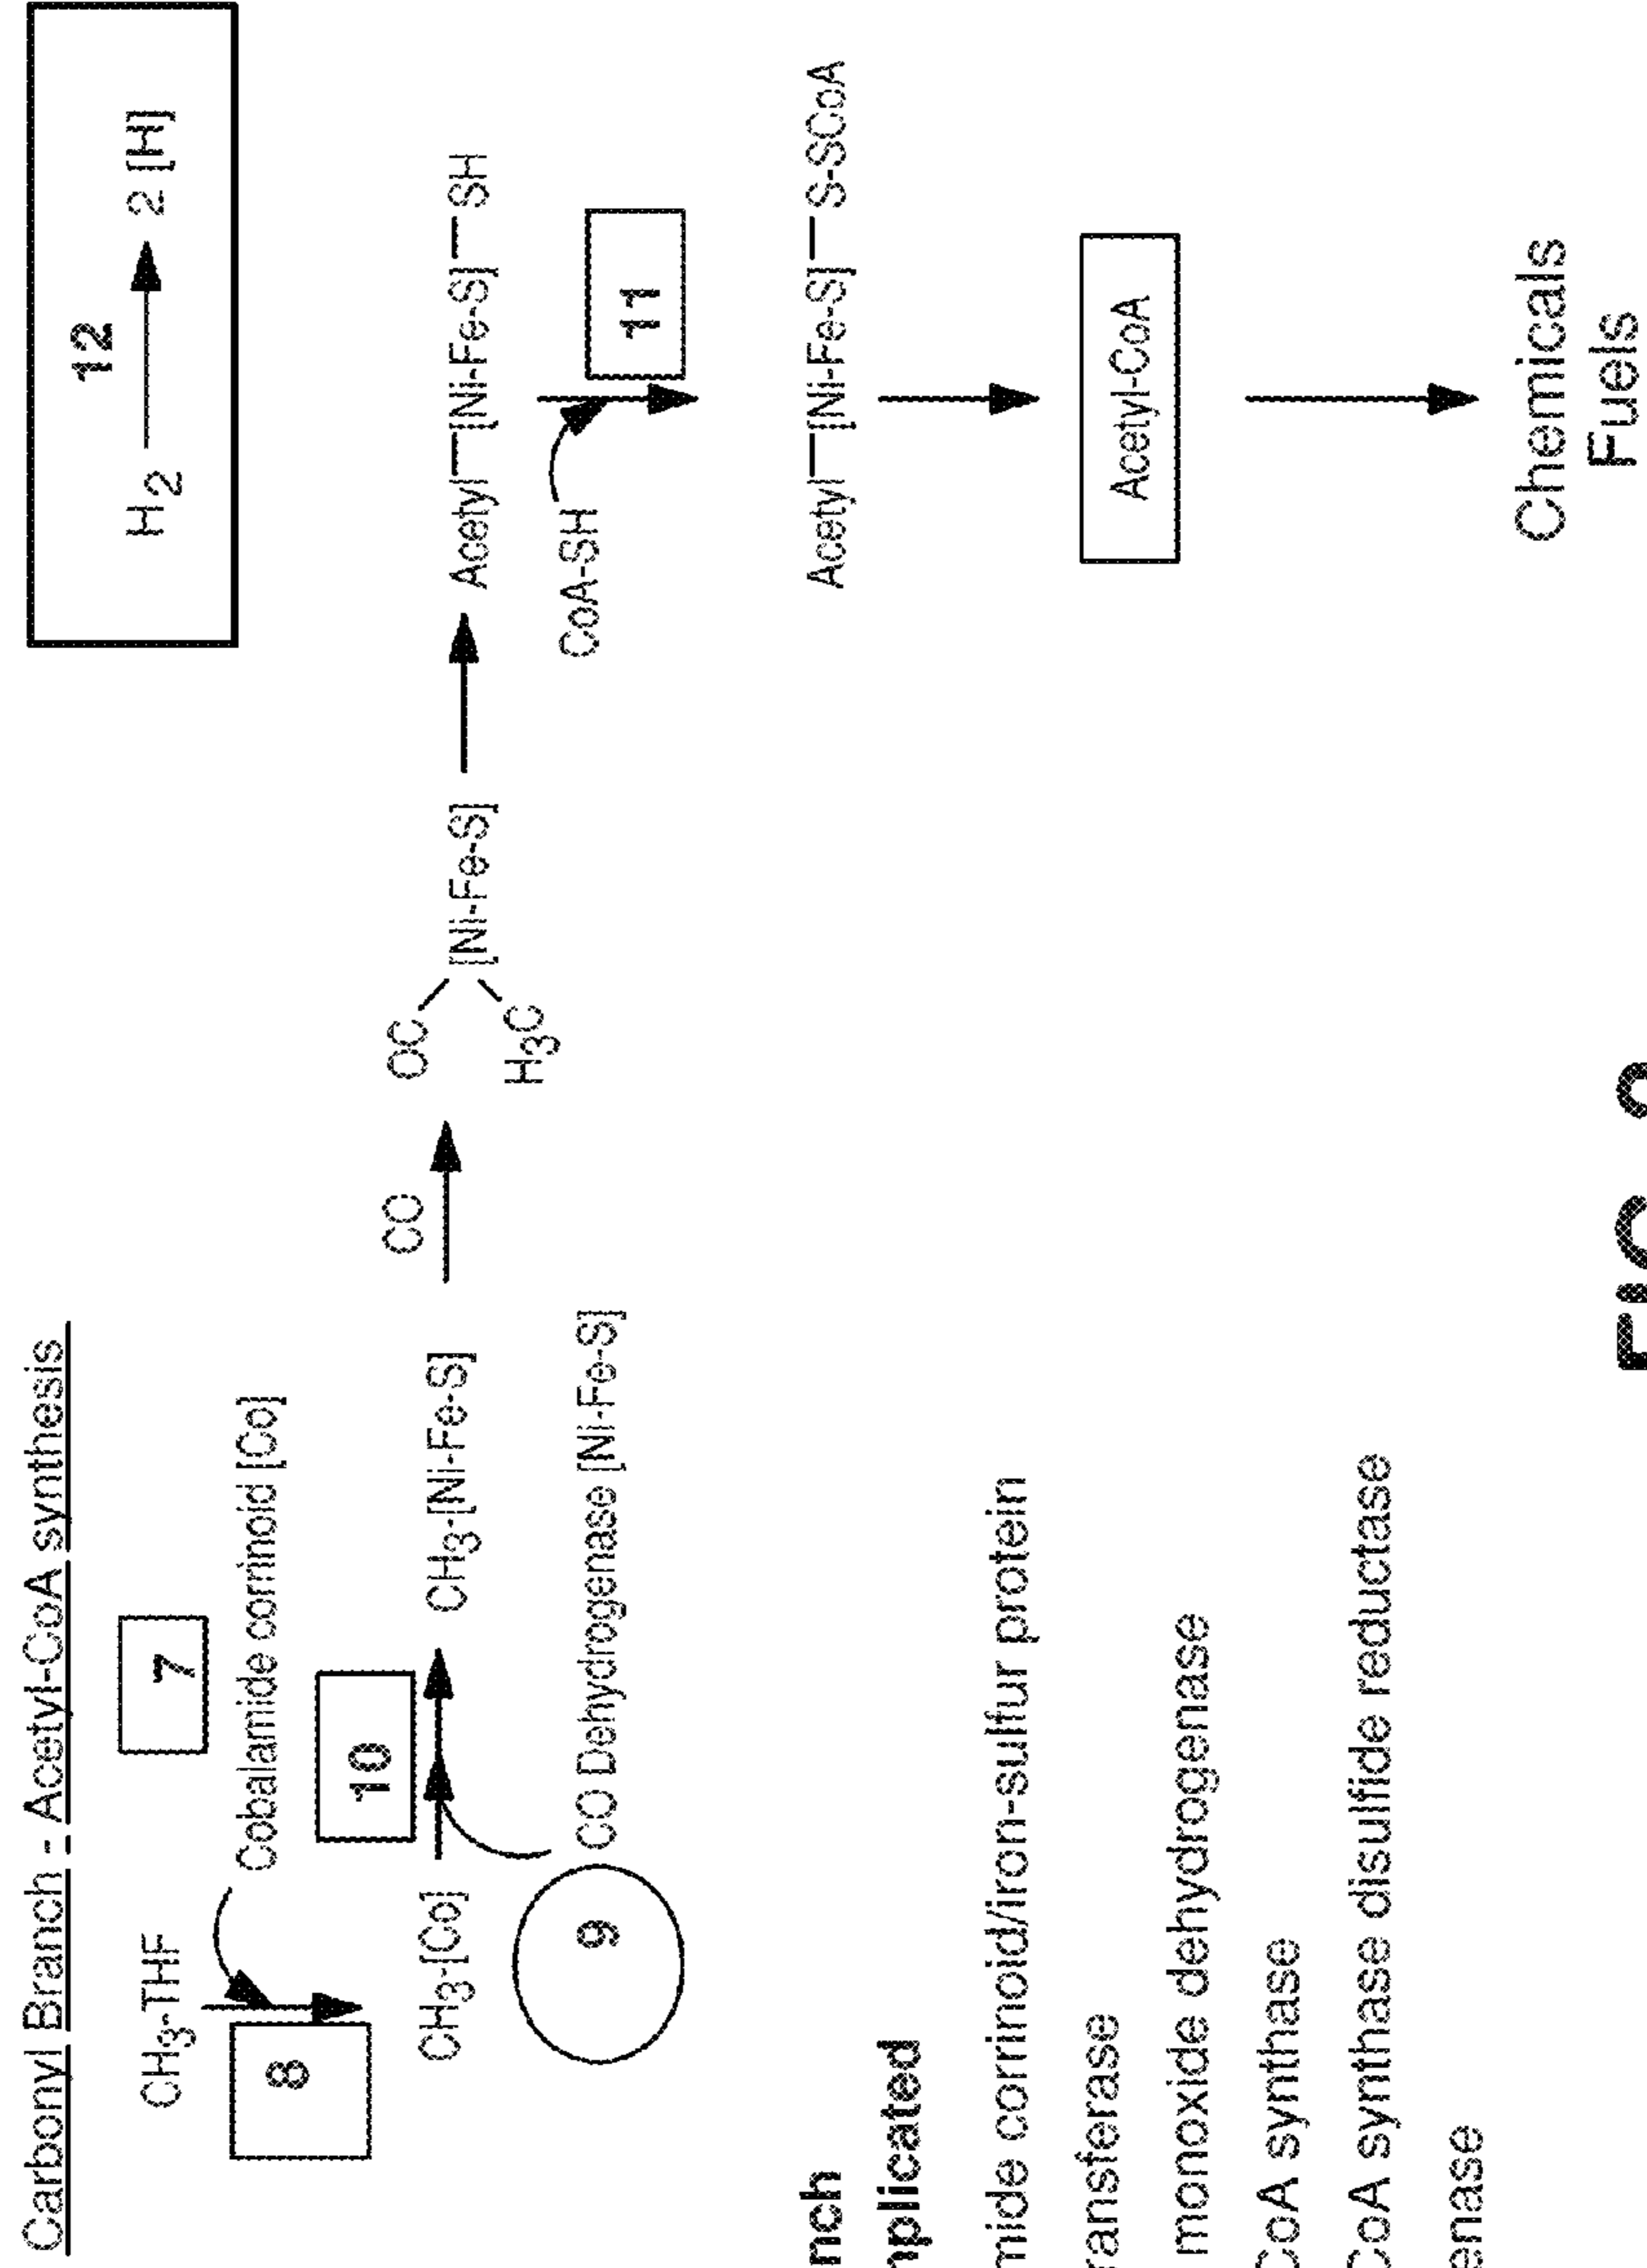 Carbonyl Branch - Acetyl-CoA synthesis
12
H2 2 [H]
7
CH3-THF
Cobalamide corrinoid [Co]
8
10
CO
OC
CH3-[Co]
CH3-[Ni-Fe-S]
[Ni-Fe-S]
Acetyl—[Ni-Fe-S]—SH
H3C
9
CO Dehydrogenase [Ni-Fe-S]
CoA-SH
11
Acetyl—[Ni-Fe-S]—S-SCoA
Acetyl-CoA
Chemicals
Fuels
nch
mplicated
mide corrinoid/iron-sulfur protein
ransferase
monoxide dehydrogenase
CoA synthase
CoA synthase disulfide reductase
enase